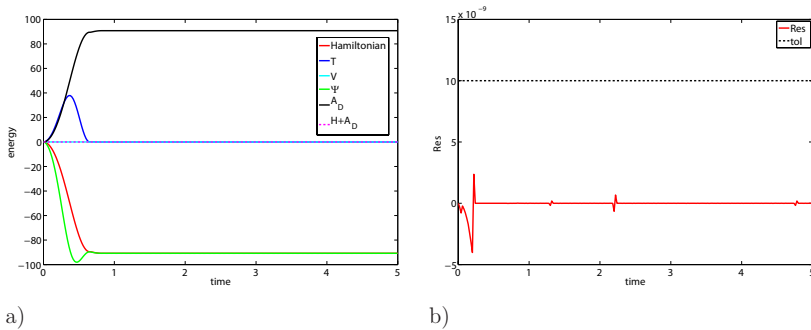 100
80
60
40
20
0
−20
−40
−60
−80
−100
energy
0 1 2 3 4 5
time
Hamiltonian
T
V
Ψ
A_D
H+A_D
a)
15 x 10⁻⁹
10
5
0
−5
Res
0 1 2 3 4 5
time
Res
tol
b)